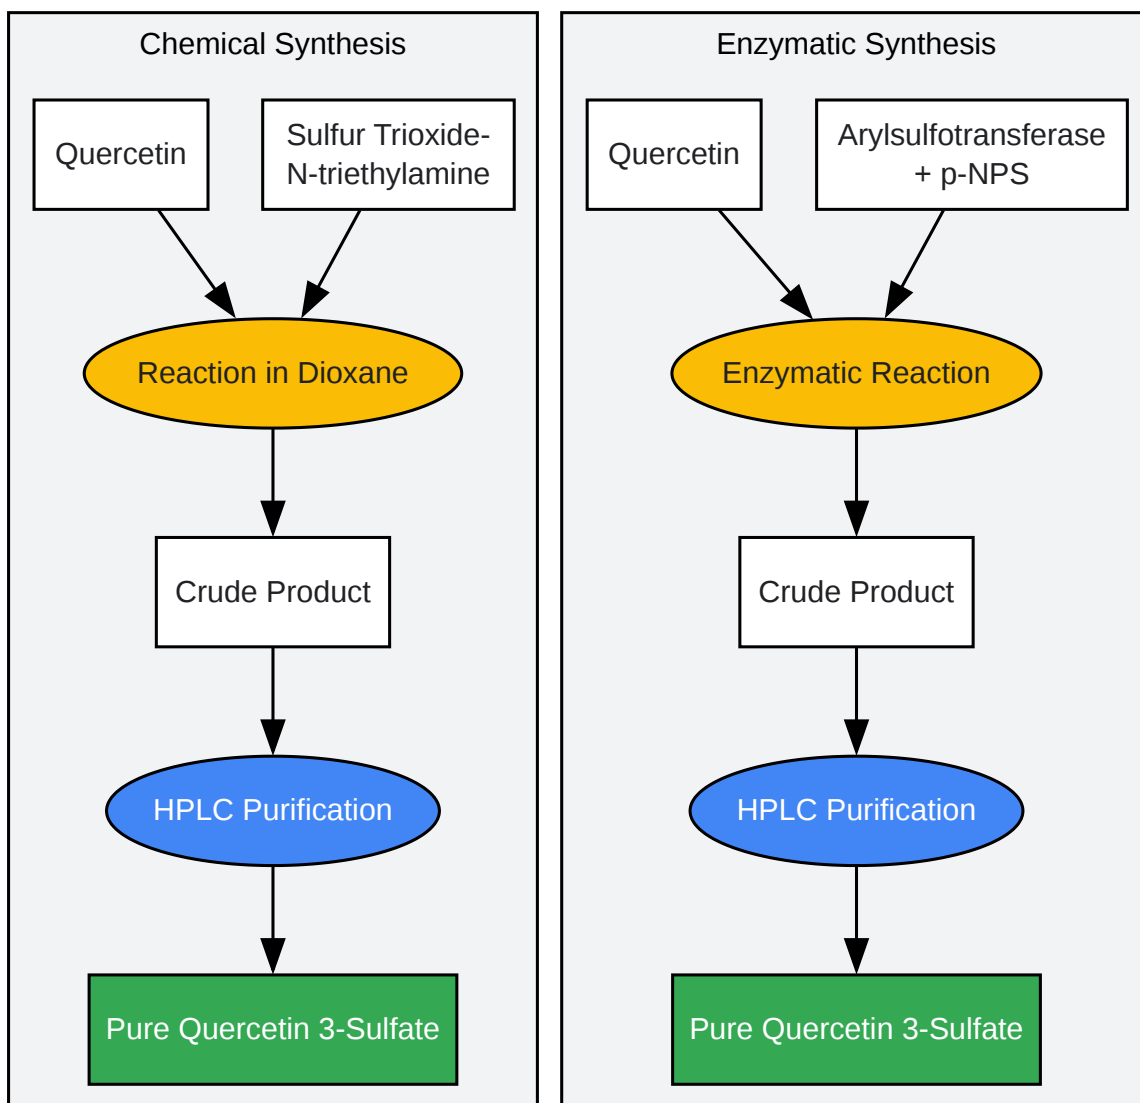 Chemical Synthesis
Quercetin
Sulfur Trioxide-
N-triethylamine
Reaction in Dioxane
Crude Product
HPLC Purification
Pure Quercetin 3-Sulfate
Enzymatic Synthesis
Quercetin
Arylsulfotransferase
+ p-NPS
Enzymatic Reaction
Crude Product
HPLC Purification
Pure Quercetin 3-Sulfate